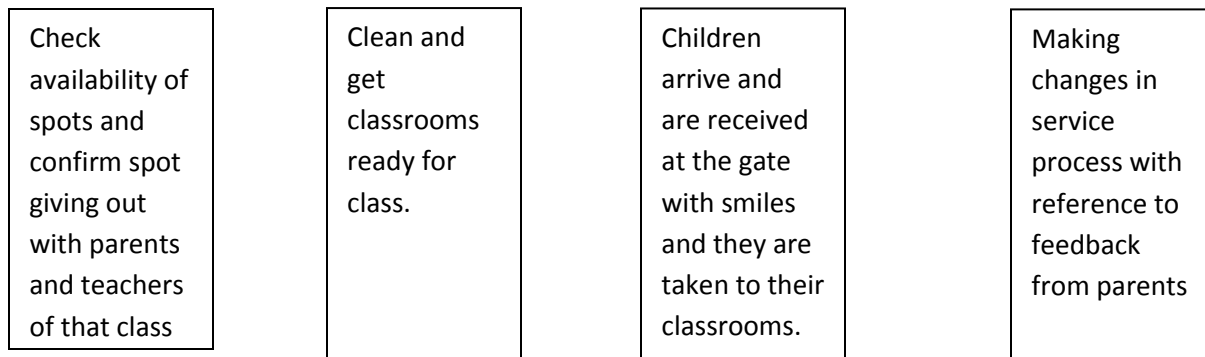 Check
availability of
spots and
confirm spot
giving out
with parents
and teachers
of that class
Clean and
get
classrooms
ready for
class.
Children
arrive and
are received
at the gate
with smiles
and they are
taken to their
classrooms.
Making
changes in
service
process with
reference to
feedback
from parents